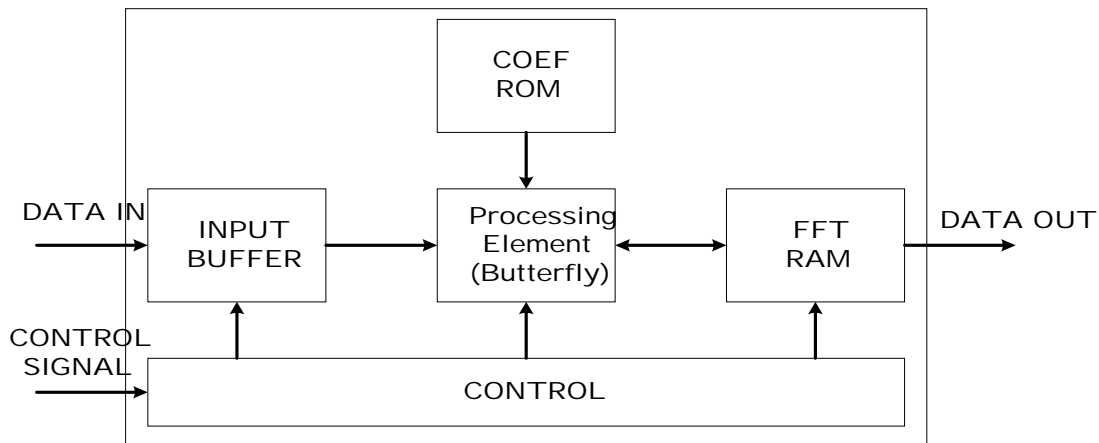 COEF
ROM
DATA IN
INPUT
BUFFER
Processing
Element
(Butterfly)
FFT
RAM
DATA OUT
CONTROL
SIGNAL
CONTROL